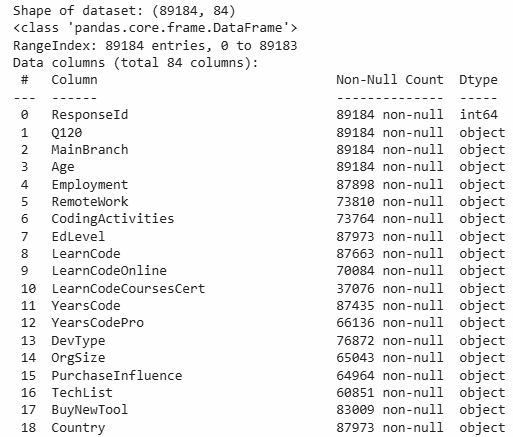 Shape of dataset: (89184, 84)
<class 'pandas.core.frame.DataFrame'>
RangeIndex: 89184 entries, 0 to 89183
Data columns (total 84 columns):
 #   Column                         Non-Null Count  Dtype
---  ------                         --------------  -----
 0   ResponseId                     89184 non-null  int64
 1   Q120                           89184 non-null  object
 2   MainBranch                     89184 non-null  object
 3   Age                            89184 non-null  object
 4   Employment                     87898 non-null  object
 5   RemoteWork                     73810 non-null  object
 6   CodingActivities               73764 non-null  object
 7   EdLevel                        87973 non-null  object
 8   LearnCode                      87663 non-null  object
 9   LearnCodeOnline                70084 non-null  object
 10  LearnCodeCoursesCert           37076 non-null  object
 11  YearsCode                      87435 non-null  object
 12  YearsCodePro                   66136 non-null  object
 13  DevType                        76872 non-null  object
 14  OrgSize                        65043 non-null  object
 15  PurchaseInfluence              64964 non-null  object
 16  TechList                       60851 non-null  object
 17  BuyNewTool                     83009 non-null  object
 18  Country                        87973 non-null  object